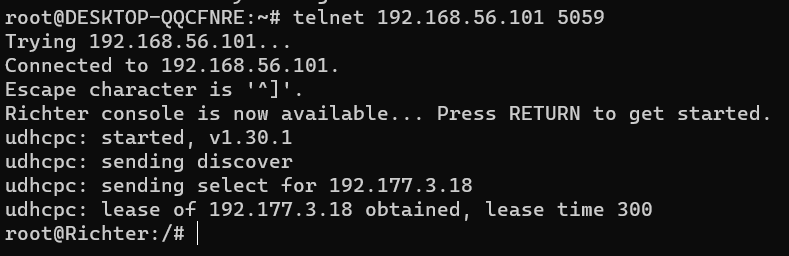 root@DESKTOP-QQCFNRE:~# telnet 192.168.56.101 5059
Trying 192.168.56.101...
Connected to 192.168.56.101.
Escape character is '^]'.
Richter console is now available... Press RETURN to get started.
udhcpc: started, v1.30.1
udhcpc: sending discover
udhcpc: sending select for 192.177.3.18
udhcpc: lease of 192.177.3.18 obtained, lease time 300
root@Richter:/#